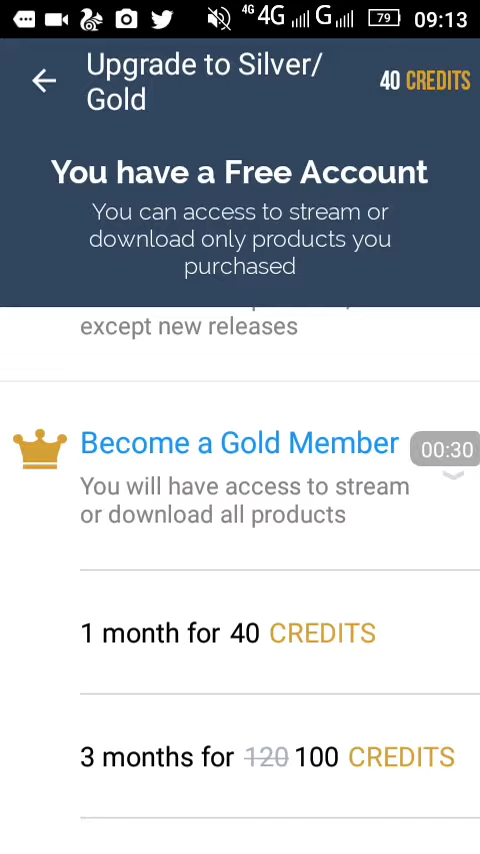 4G 4G G 79 09:13
Upgrade to Silver/
Gold
40 CREDITS
You have a Free Account
You can access to stream or
download only products you
purchased
except new releases
Become a Gold Member
00:30
You will have access to stream
or download all products
1 month for 40 CREDITS
3 months for 120 100 CREDITS